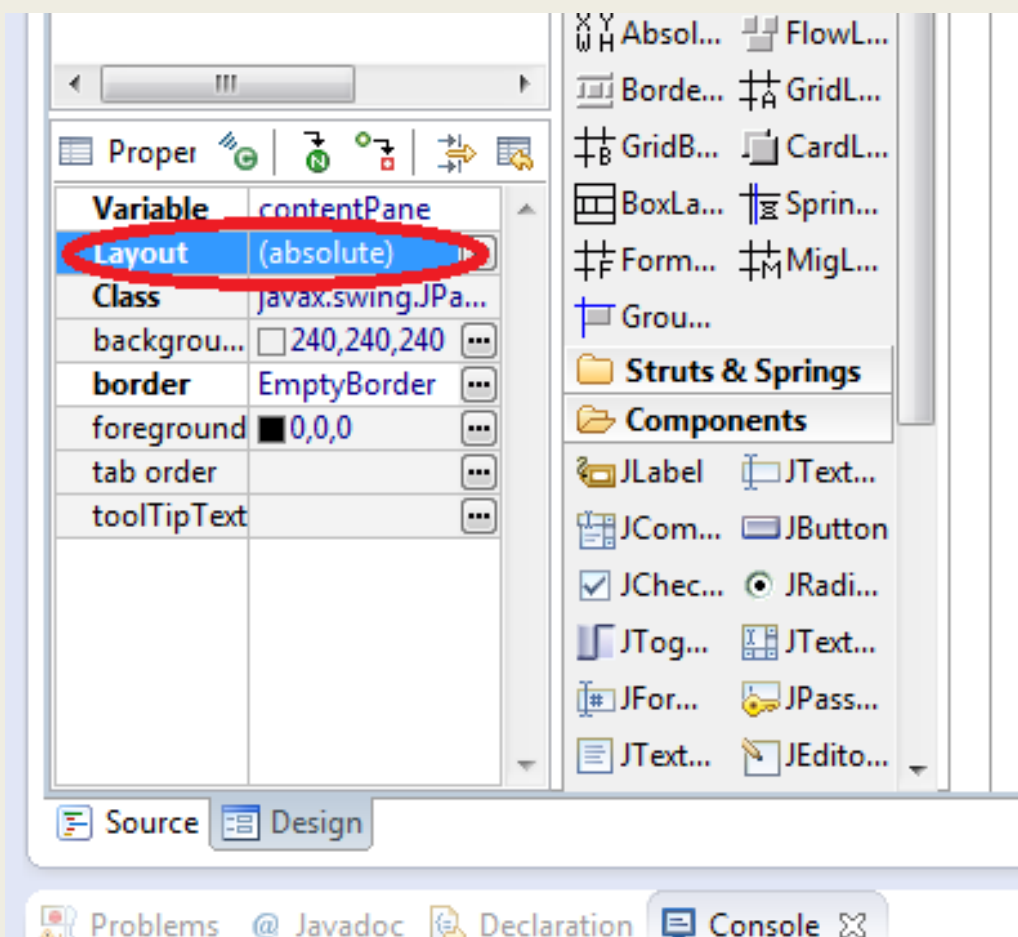 Absol... FlowL...
Borde... GridL...
GridB... CardL...
BoxLa... Sprin...
Form... MigL...
Grou...
Struts & Springs
Components
JLabel JText...
JCom... JButton
JChec... JRadi...
JTog... JText...
JFor... JPass...
JText... JEdito...
Proper
Variable contentPane
Layout (absolute)
Class javax.swing.JPa...
backgrou... 240,240,240
border EmptyBorder
foreground 0,0,0
tab order
toolTipText
Source Design
Problems @ Javadoc Declaration Console